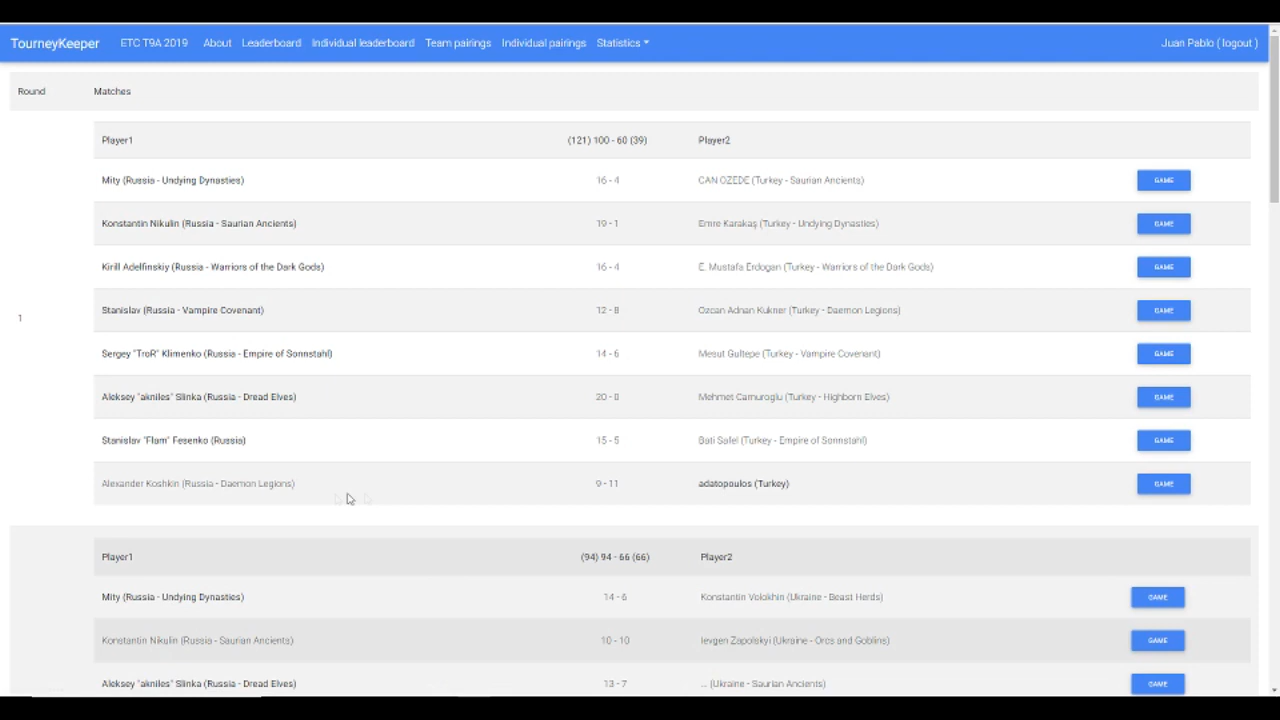 TourneyKeeper ETC T9A 2019 About Leaderboard Individual leaderboard Team pairings Individual pairings Statistics Juan Pablo ( logout )
Round Matches
Player1 (121) 100 - 60 (39) Player2
Mity (Russia - Undying Dynasties) 16 - 4 CAN OZEDE (Turkey - Saurian Ancients) GAME
Konstantin Nikulin (Russia - Saurian Ancients) 19 - 1 Emre Karakaş (Turkey - Undying Dynasties) GAME
Kirill Adelfinskiy (Russia - Warriors of the Dark Gods) 16 - 4 E. Mustafa Erdogan (Turkey - Warriors of the Dark Gods) GAME
1
Stanislav (Russia - Vampire Covenant) 12 - 8 Ozcan Adnan Kukner (Turkey - Daemon Legions) GAME
Sergey "TroR" Klimenko (Russia - Empire of Sonnstahl) 14 - 6 Mesut Gultepe (Turkey - Vampire Covenant) GAME
Aleksey "akniles" Slinka (Russia - Dread Elves) 20 - 0 Mehmet Camuroglu (Turkey - Highborn Elves) GAME
Stanislav "Flam" Fesenko (Russia) 15 - 5 Bati Safel (Turkey - Empire of Sonnstahl) GAME
Alexander Koshkin (Russia - Daemon Legions) 9 - 11 adatopoulos (Turkey) GAME
Player1 (94) 94 - 66 (66) Player2
Mity (Russia - Undying Dynasties) 14 - 6 Konstantin Volokhin (Ukraine - Beast Herds) GAME
Konstantin Nikulin (Russia - Saurian Ancients) 10 - 10 Ievgen Zapolskyi (Ukraine - Orcs and Goblins) GAME
Aleksey "akniles" Slinka (Russia - Dread Elves) 13 - 7 ... (Ukraine - Saurian Ancients) GAME